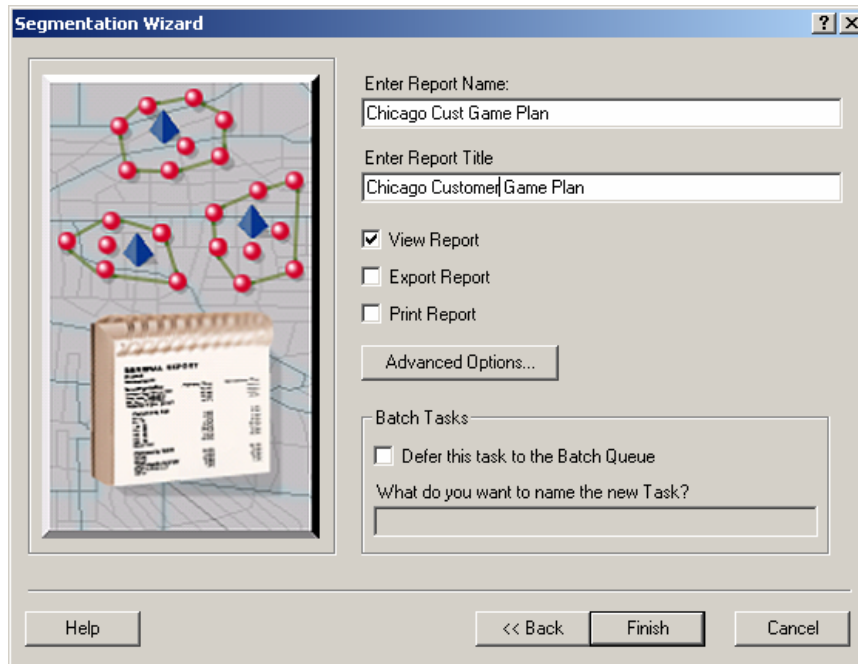 Segmentation Wizard
Enter Report Name:
Chicago Cust Game Plan
Enter Report Title
Chicago Customer Game Plan
View Report
Export Report
Print Report
Advanced Options...
Batch Tasks
Defer this task to the Batch Queue
What do you want to name the new Task?
Help
<< Back
Finish
Cancel